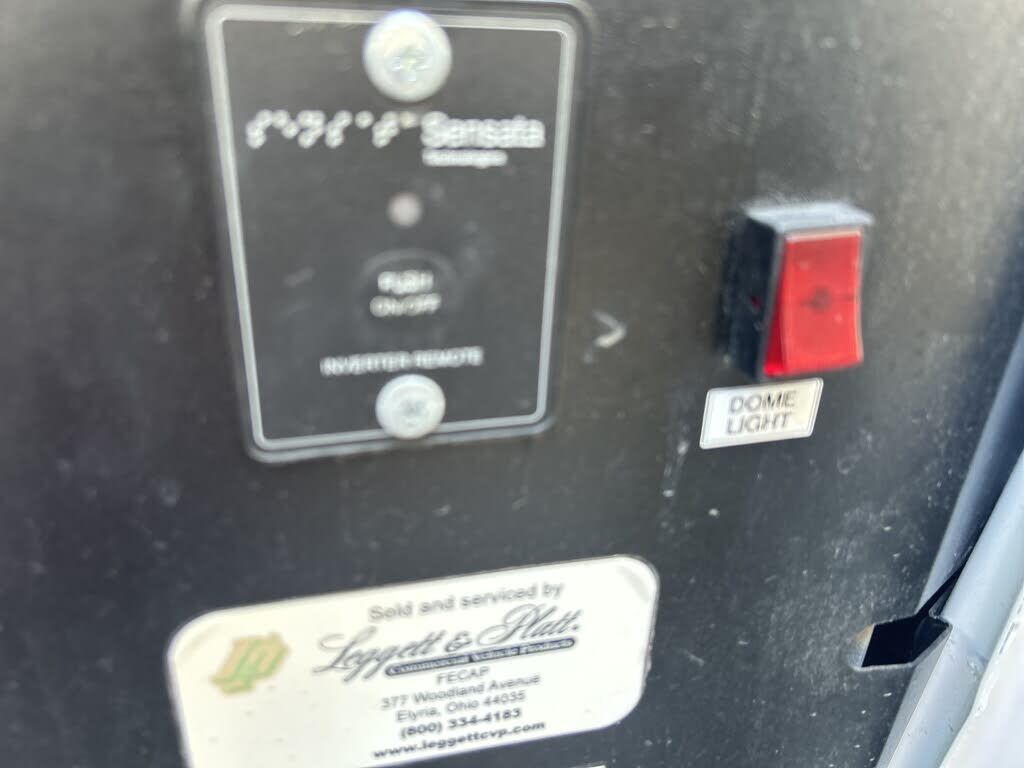 Sensata
Technologies
PUSH
ON/OFF
INVERTER REMOTE
DOME
LIGHT
Sold and serviced by
Leggett & Platt
Commercial Vehicle Products
FECAP
377 Woodland Avenue
Elyria, Ohio 44035
(800) 334-4183
www.leggettcvp.com